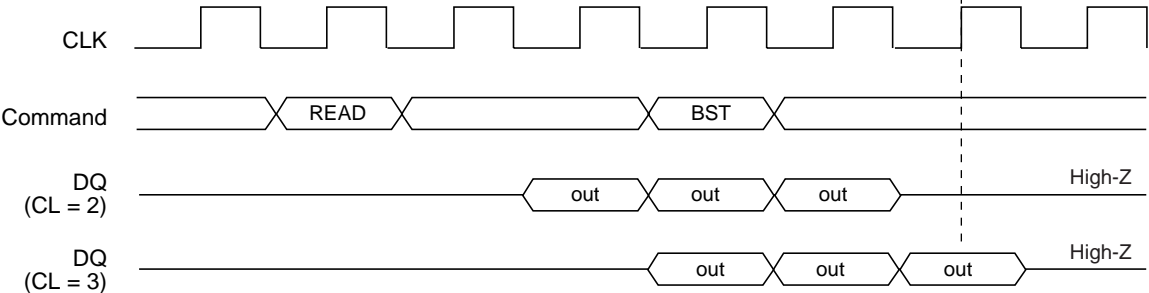 CLK
Command READ BST
DQ
(CL = 2) out out out High-Z
DQ
(CL = 3) out out out High-Z